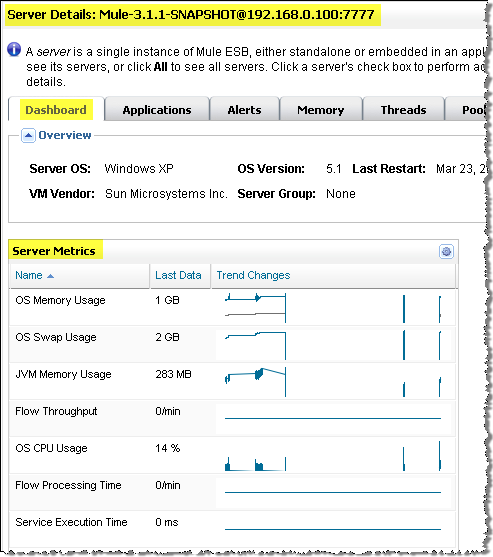 Server Details: Mule-3.1.1-SNAPSHOT@192.168.0.100:7777
A server is a single instance of Mule ESB, either standalone or embedded in an appl
see its servers, or click All to see all servers. Click a server's check box to perform ac
details.
Dashboard Applications Alerts Memory Threads Pool
Overview
Server OS: Windows XP OS Version: 5.1 Last Restart: Mar 23, 2
VM Vendor: Sun Microsystems Inc. Server Group: None
Server Metrics
Name Last Data Trend Changes
OS Memory Usage 1 GB
OS Swap Usage 2 GB
JVM Memory Usage 283 MB
Flow Throughput 0/min
OS CPU Usage 14 %
Flow Processing Time 0/min
Service Execution Time 0 ms